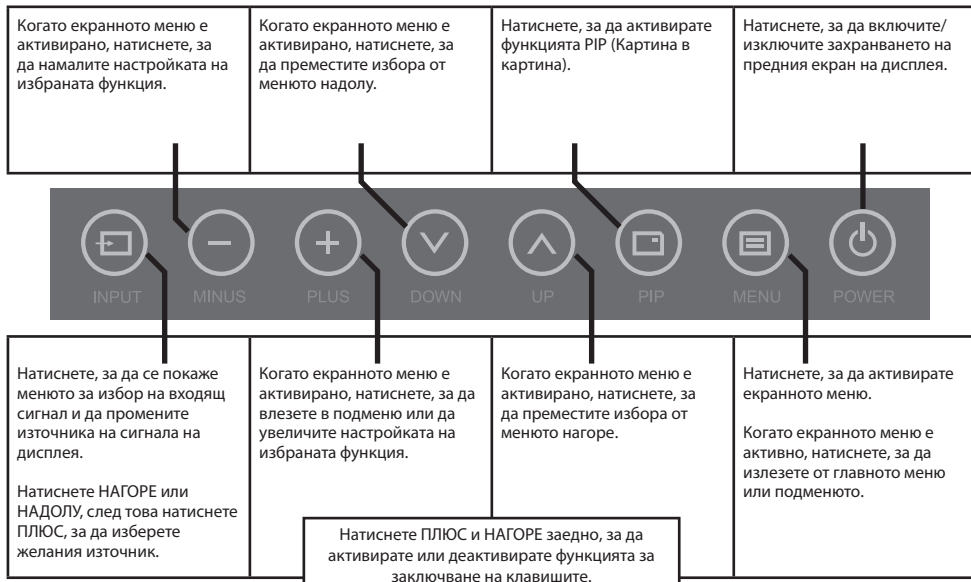 Когато екранното меню е
активирано, натиснете, за
да намалите настройката на
избраната функция.
Когато екранното меню е
активирано, натиснете, за
да преместите избора от
менюто надолу.
Натиснете, за да активирате
функцията PIP (Картина в
картина).
Натиснете, за да включите/
изключите захранването на
предния екран на дисплея.
INPUT
MINUS
PLUS
DOWN
UP
PIP
MENU
POWER
Натиснете, за да се покаже
менюто за избор на входящ
сигнал и да промените
източника на сигнала на
дисплея.
Натиснете НАГОРЕ или
НАДОЛУ, след това натиснете
ПЛЮС, за да изберете
желания източник.
Когато екранното меню е
активирано, натиснете, за да
влезете в подменю или да
увеличите настройката на
избраната функция.
Когато екранното меню е
активирано, натиснете, за
да преместите избора от
менюто нагоре.
Натиснете, за да активирате
екранното меню.
Когато екранното меню е
активно, натиснете, за да
излезете от главното меню
или подменюто.
Натиснете ПЛЮС и НАГОРЕ заедно, за да
активирате или деактивирате функцията за
заключване на клавишите.